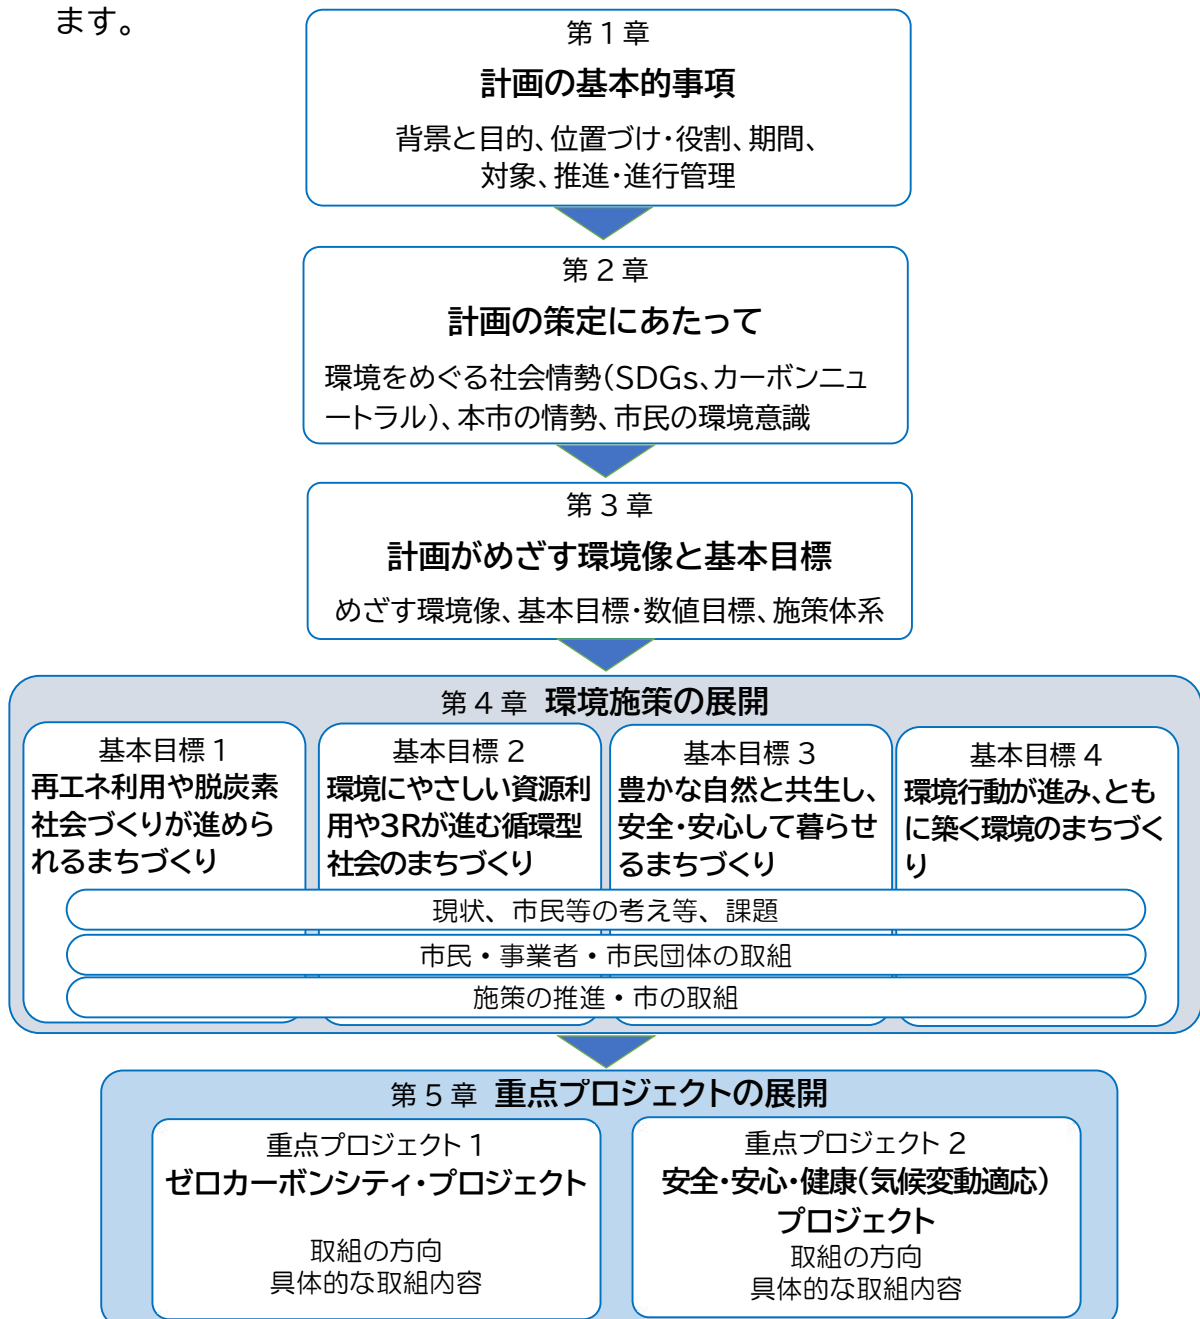 ます。
第1章
計画の基本的事項
背景と目的、位置づけ・役割、期間、
対象、推進・進行管理
第2章
計画の策定にあたって
環境をめぐる社会情勢(SDGs、カーボンニュ
ートラル)、本市の情勢、市民の環境意識
第3章
計画がめざす環境像と基本目標
めざす環境像、基本目標・数値目標、施策体系
第4章 環境施策の展開
基本目標1
再エネ利用や脱炭素
社会づくりが進めら
れるまちづくり
基本目標2
環境にやさしい資源利
用や3Rが進む循環型
社会のまちづくり
基本目標3
豊かな自然と共生し、
安全・安心して暮らせ
るまちづくり
基本目標4
環境行動が進み、とも
に築く環境のまちづく
り
現状、市民等の考え等、課題
市民・事業者・市民団体の取組
施策の推進・市の取組
第5章 重点プロジェクトの展開
重点プロジェクト1
ゼロカーボンシティ・プロジェクト
取組の方向
具体的な取組内容
重点プロジェクト2
安全・安心・健康(気候変動適応)
プロジェクト
取組の方向
具体的な取組内容